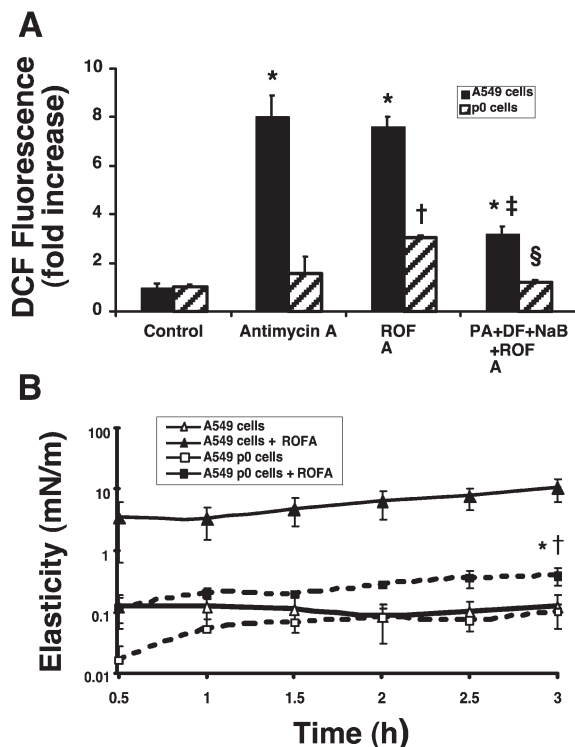 A
DCF Fluorescence
(fold increase)
10
8
6
4
2
0
*
*
†
* ‡
§
A549 cells
p0 cells
Control
Antimycin A
ROF
A
PA+DF+NaB
+ROF
A
B
Elasticity (mN/m)
100
10
1
0.1
0.01
A549 cells
A549 cells + ROFA
A549 p0 cells
A549 p0 cells + ROFA
* †
0.5 1 1.5 2 2.5 3
Time (h)